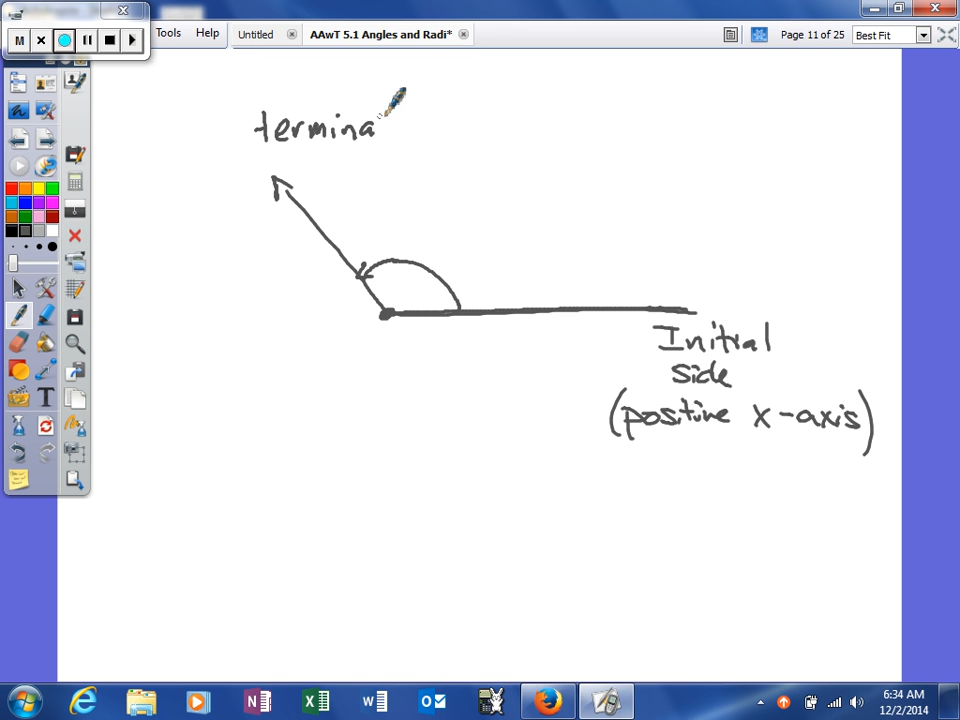 M
Tools Help Untitled AAwT 5.1 Angles and Radi* Page 11 of 25 Best Fit
termina
Initial
side
(positive x-axis)
T
N X W O
6:34 AM
12/2/2014